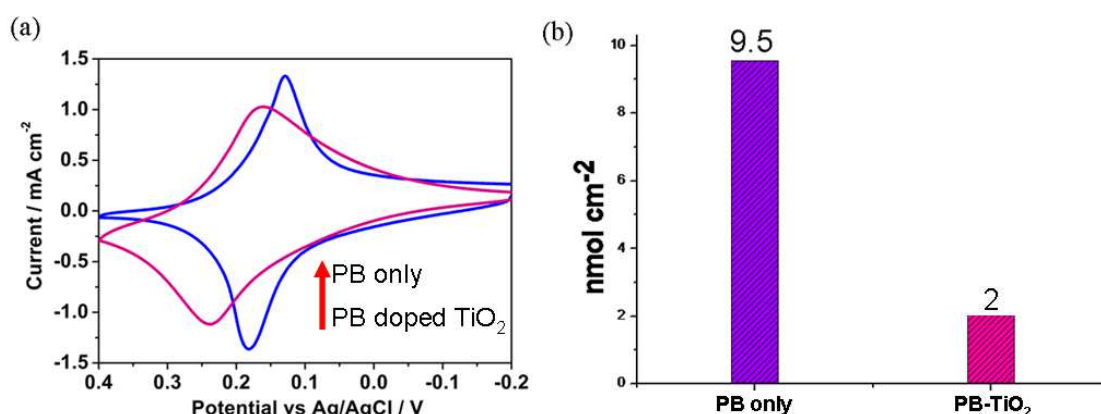 (a)
1.5
1.0
0.5
0.0
-0.5
-1.0
-1.5
Current / mA cm⁻²
PB only
PB doped TiO₂
0.4 0.3 0.2 0.1 0.0 -0.1 -0.2
Potential vs Ag/AgCl / V
(b)
10
8
6
4
2
0
nmol cm⁻²
9.5
2
PB only PB-TiO₂